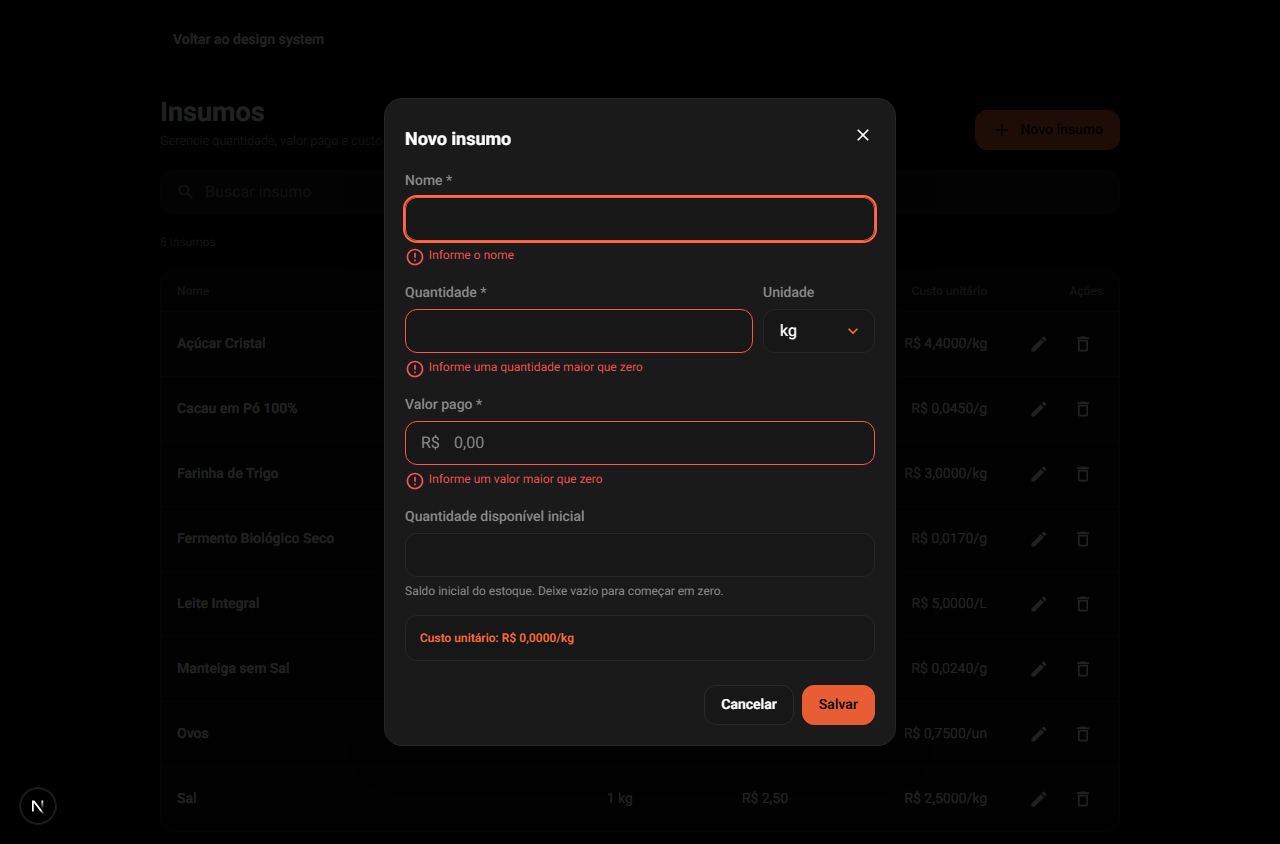 Voltar ao design system
Insumos
Gerencie quantidade, valor pago e custo
Novo insumo
Buscar insumo
8 insumos
Nome Custo unitário Ações
Açúcar Cristal R$ 4,4000/kg
Cacau em Pó 100% R$ 0,0450/g
Farinha de Trigo R$ 3,0000/kg
Fermento Biológico Seco R$ 0,0170/g
Leite Integral R$ 5,0000/L
Manteiga sem Sal R$ 0,0240/g
Ovos R$ 0,7500/un
Sal 1 kg R$ 2,50 R$ 2,5000/kg
Novo insumo
Nome *
Informe o nome
Quantidade * Unidade
kg
Informe uma quantidade maior que zero
Valor pago *
R$ 0,00
Informe um valor maior que zero
Quantidade disponível inicial
Saldo inicial do estoque. Deixe vazio para começar em zero.
Custo unitário: R$ 0,0000/kg
Cancelar Salvar
N